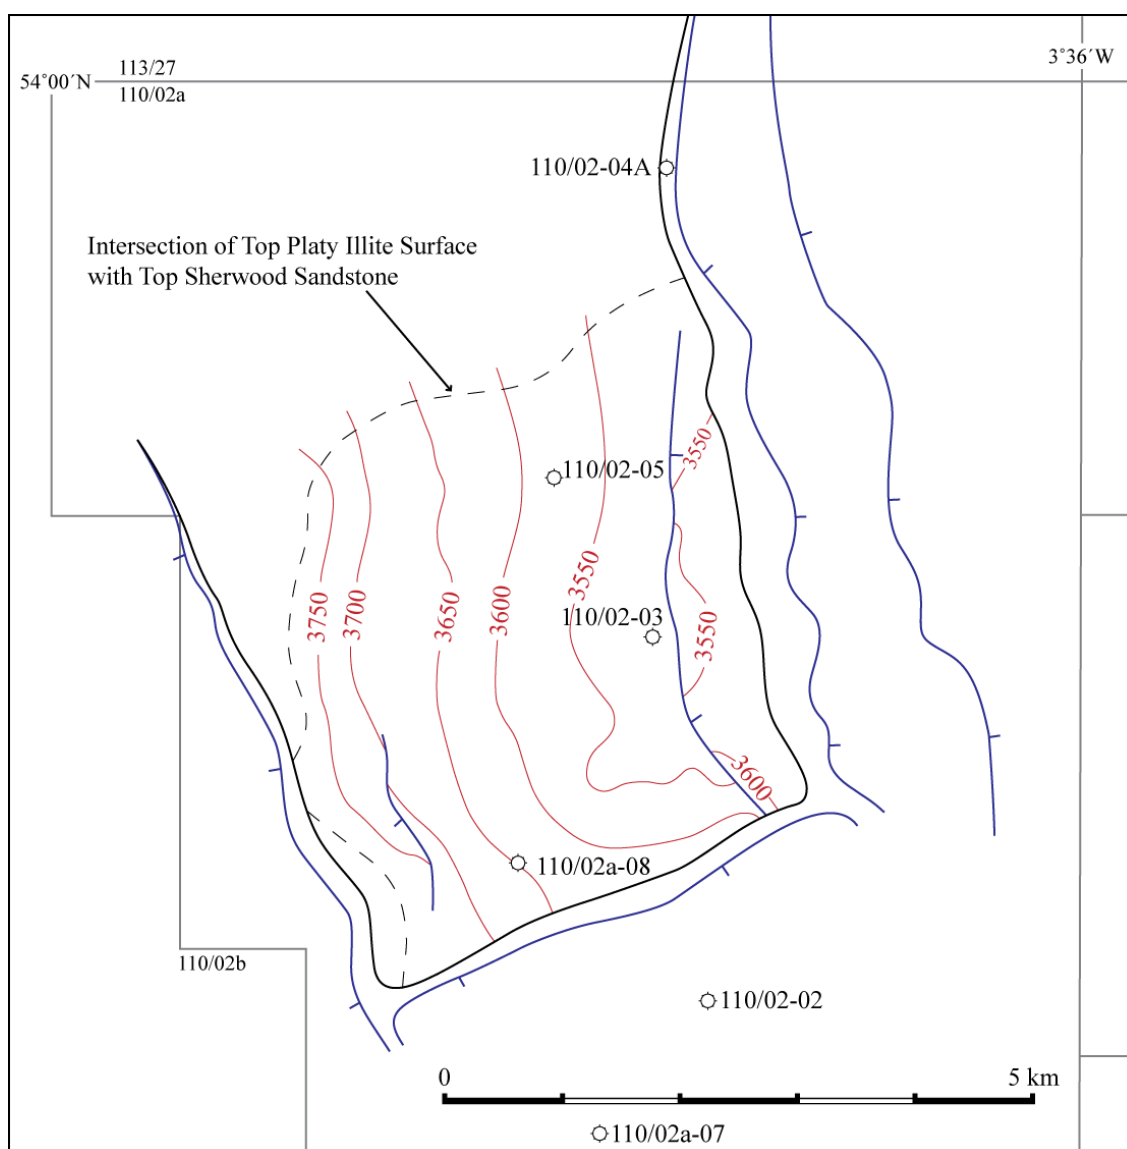 113/27
3˚36´W
54˚00´N
110/02a
110/02-04A
Intersection of Top Platy Illite Surface
with Top Sherwood Sandstone
3550
110/02-05
3750
3700
3650
3600
3550
110/02-03
3550
3600
110/02a-08
110/02b
110/02-02
0
5 km
110/02a-07